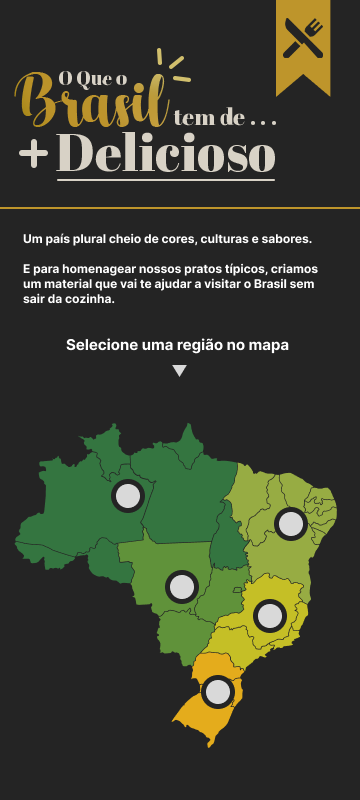 O Que o
Brasil
tem de . . .
+ Delicioso
Um país plural cheio de cores, culturas e sabores.
E para homenagear nossos pratos típicos, criamos
um material que vai te ajudar a visitar o Brasil sem
sair da cozinha.
Selecione uma região no mapa